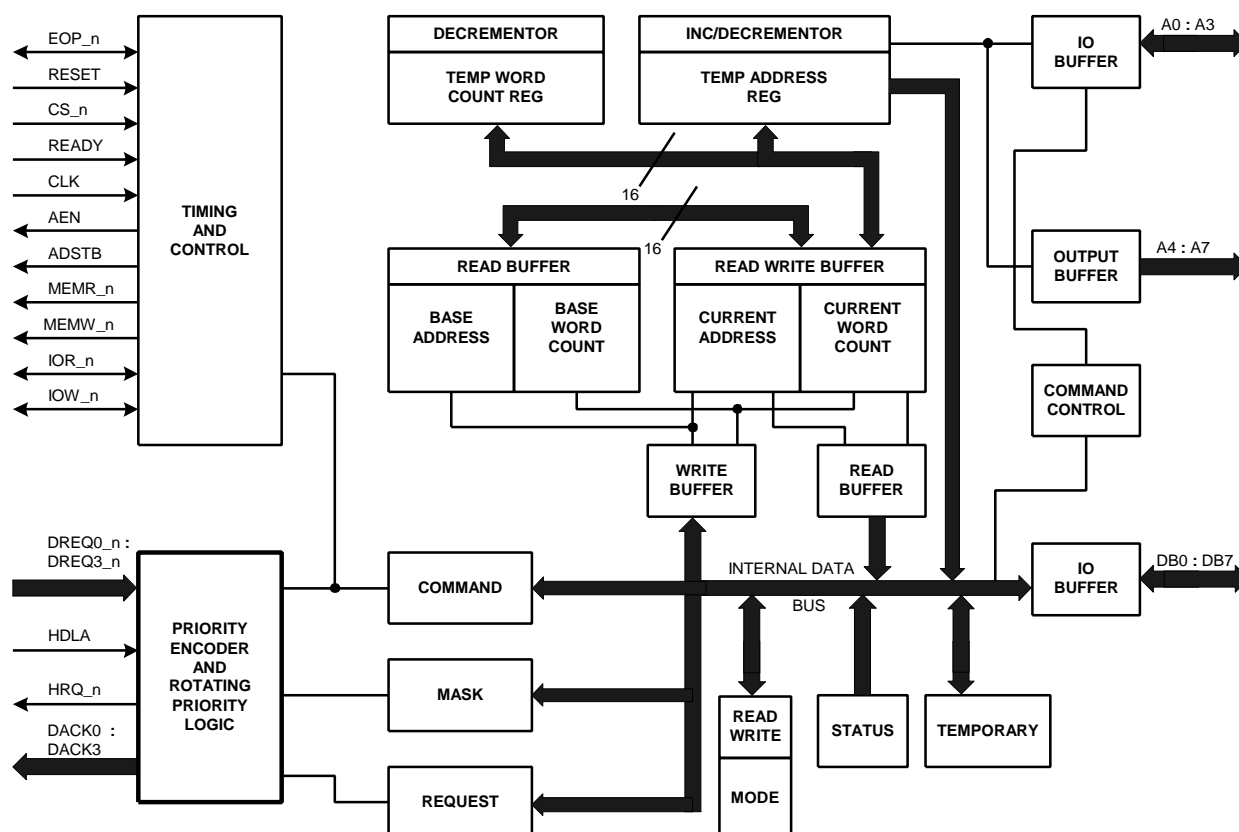 EOP_n
RESET
CS_n
READY
CLK
AEN
ADSTB
MEMR_n
MEMW_n
IOR_n
IOW_n
TIMING
AND
CONTROL
DECREMENTOR
TEMP WORD
COUNT REG
INC/DECREMENTOR
TEMP ADDRESS
REG
IO
BUFFER
A0 : A3
16
16
READ BUFFER
BASE
ADDRESS
BASE
WORD
COUNT
READ WRITE BUFFER
CURRENT
ADDRESS
CURRENT
WORD
COUNT
OUTPUT
BUFFER
A4 : A7
COMMAND
CONTROL
WRITE
BUFFER
READ
BUFFER
DREQ0_n :
DREQ3_n
HDLA
HRQ_n
DACK0 :
DACK3
PRIORITY
ENCODER
AND
ROTATING
PRIORITY
LOGIC
COMMAND
MASK
REQUEST
INTERNAL DATA
BUS
IO
BUFFER
DB0 : DB7
READ
WRITE
MODE
STATUS
TEMPORARY